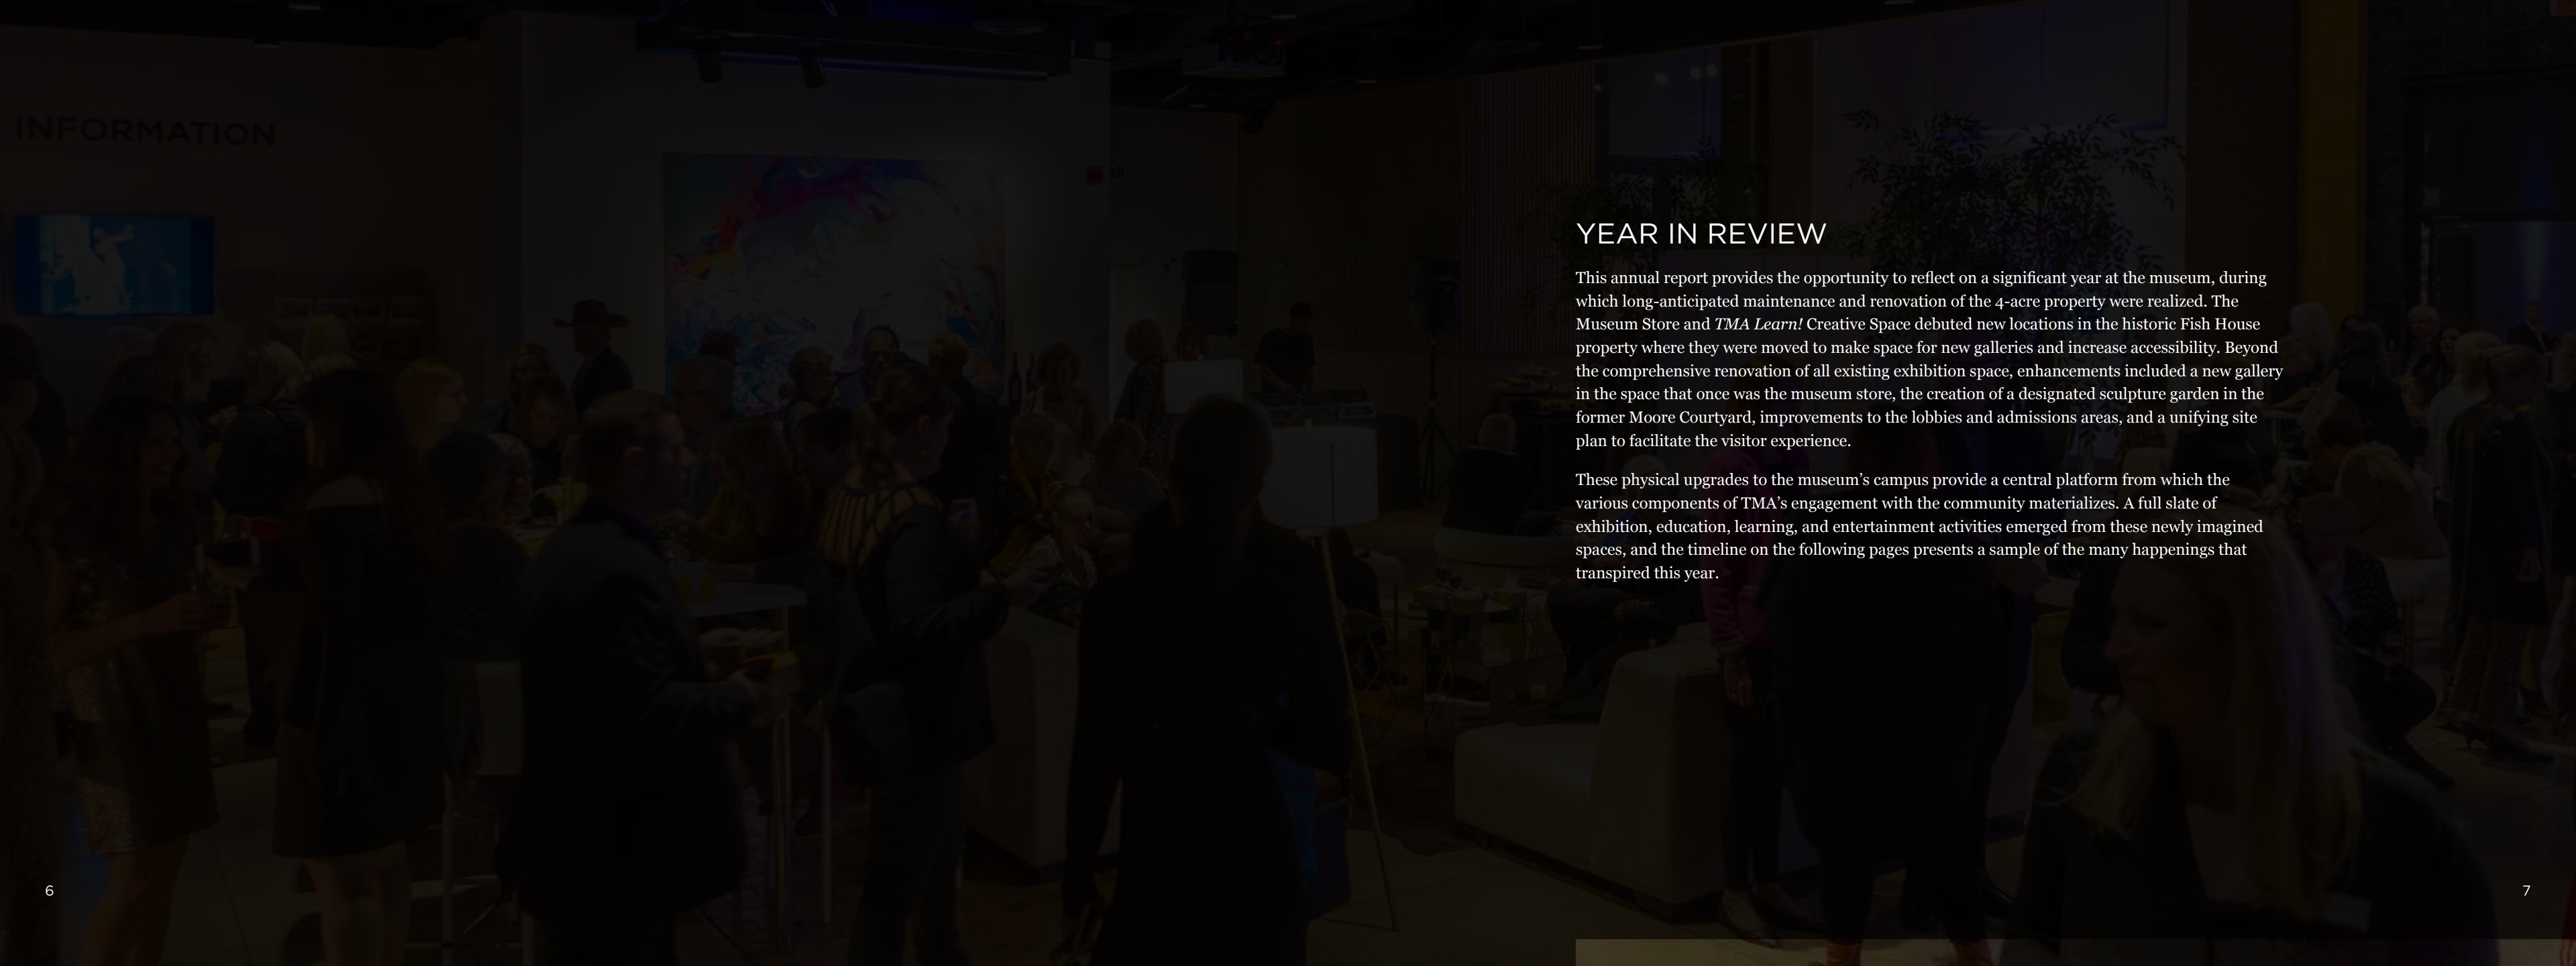 INFORMATION
YEAR IN REVIEW
This annual report provides the opportunity to reflect on a significant year at the museum, during
which long-anticipated maintenance and renovation of the 4-acre property were realized. The
Museum Store and TMA Learn! Creative Space debuted new locations in the historic Fish House
property where they were moved to make space for new galleries and increase accessibility. Beyond
the comprehensive renovation of all existing exhibition space, enhancements included a new gallery
in the space that once was the museum store, the creation of a designated sculpture garden in the
former Moore Courtyard, improvements to the lobbies and admissions areas, and a unifying site
plan to facilitate the visitor experience.
These physical upgrades to the museum’s campus provide a central platform from which the
various components of TMA’s engagement with the community materializes. A full slate of
exhibition, education, learning, and entertainment activities emerged from these newly imagined
spaces, and the timeline on the following pages presents a sample of the many happenings that
transpired this year.
6
7